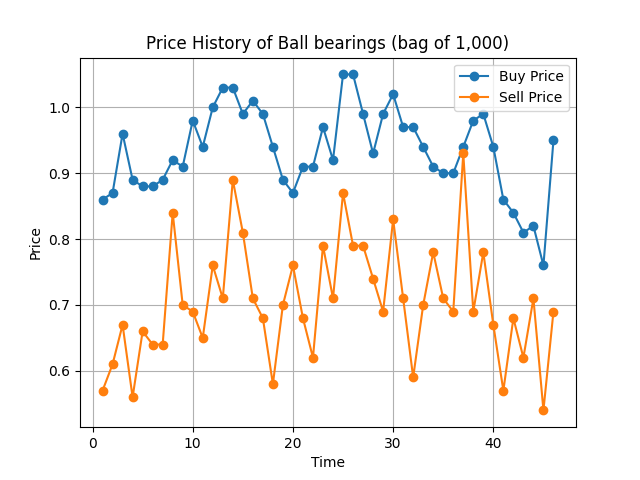 Price History of Ball bearings (bag of 1,000)
Buy Price
Sell Price
Price
1.0
0.9
0.8
0.7
0.6
0
10
20
30
40
Time